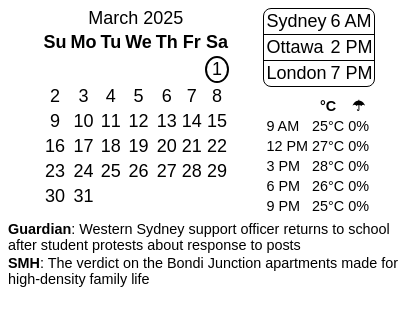 March 2025
Su Mo Tu We Th Fr Sa
1
2 3 4 5 6 7 8
9 10 11 12 13 14 15
16 17 18 19 20 21 22
23 24 25 26 27 28 29
30 31
Sydney 6 AM
Ottawa 2 PM
London 7 PM
°C ☂
9 AM 25°C 0%
12 PM 27°C 0%
3 PM 28°C 0%
6 PM 26°C 0%
9 PM 25°C 0%
Guardian: Western Sydney support officer returns to school
after student protests about response to posts
SMH: The verdict on the Bondi Junction apartments made for
high-density family life